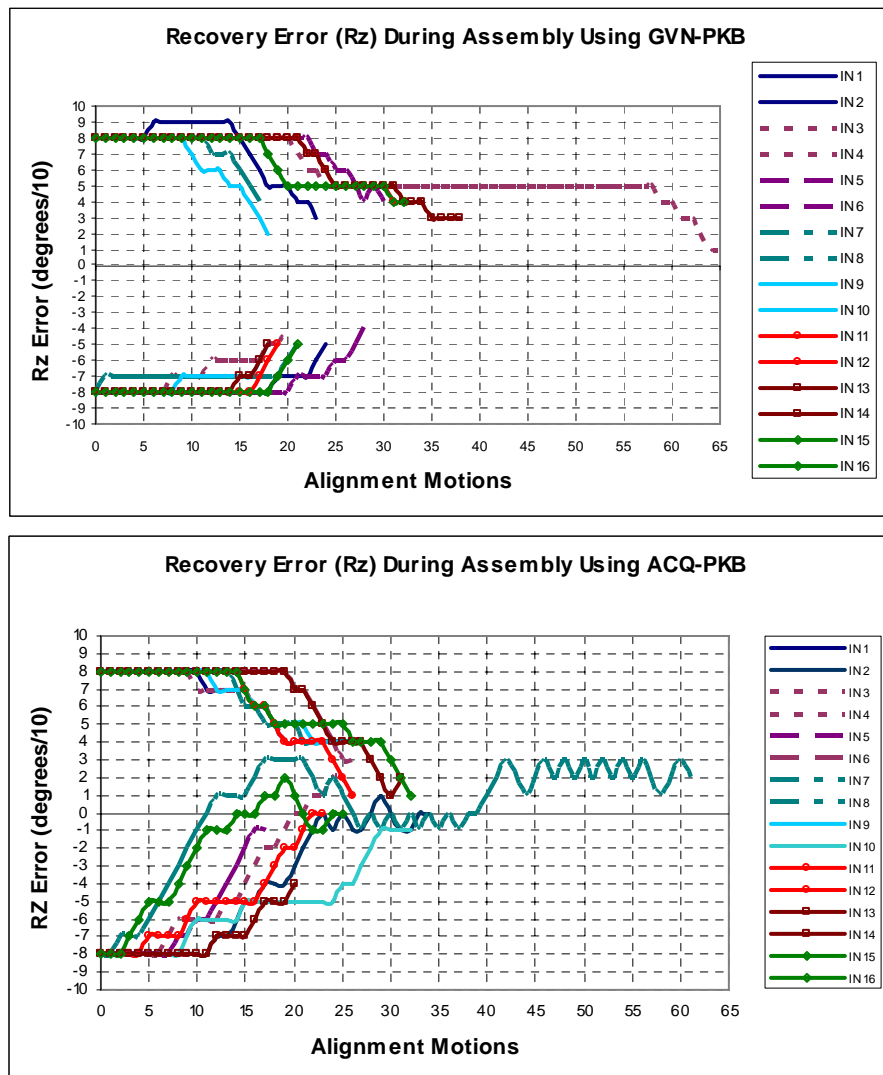 Recovery Error (Rz) During Assembly Using GVN-PKB
Rz Error (degrees/10)
10
9
8
7
6
5
4
3
2
1
0
-1
-2
-3
-4
-5
-6
-7
-8
-9
-10
0 5 10 15 20 25 30 35 40 45 50 55 60 65
Alignment Motions
IN 1
IN 2
IN 3
IN 4
IN 5
IN 6
IN 7
IN 8
IN 9
IN 10
IN 11
IN 12
IN 13
IN 14
IN 15
IN 16
Recovery Error (Rz) During Assembly Using ACQ-PKB
RZ Error (degrees/10)
10
9
8
7
6
5
4
3
2
1
0
-1
-2
-3
-4
-5
-6
-7
-8
-9
-10
0 5 10 15 20 25 30 35 40 45 50 55 60 65
Alignment Motions
IN 1
IN 2
IN 3
IN 4
IN 5
IN 6
IN 7
IN 8
IN 9
IN 10
IN 11
IN 12
IN 13
IN 14
IN 15
IN 16